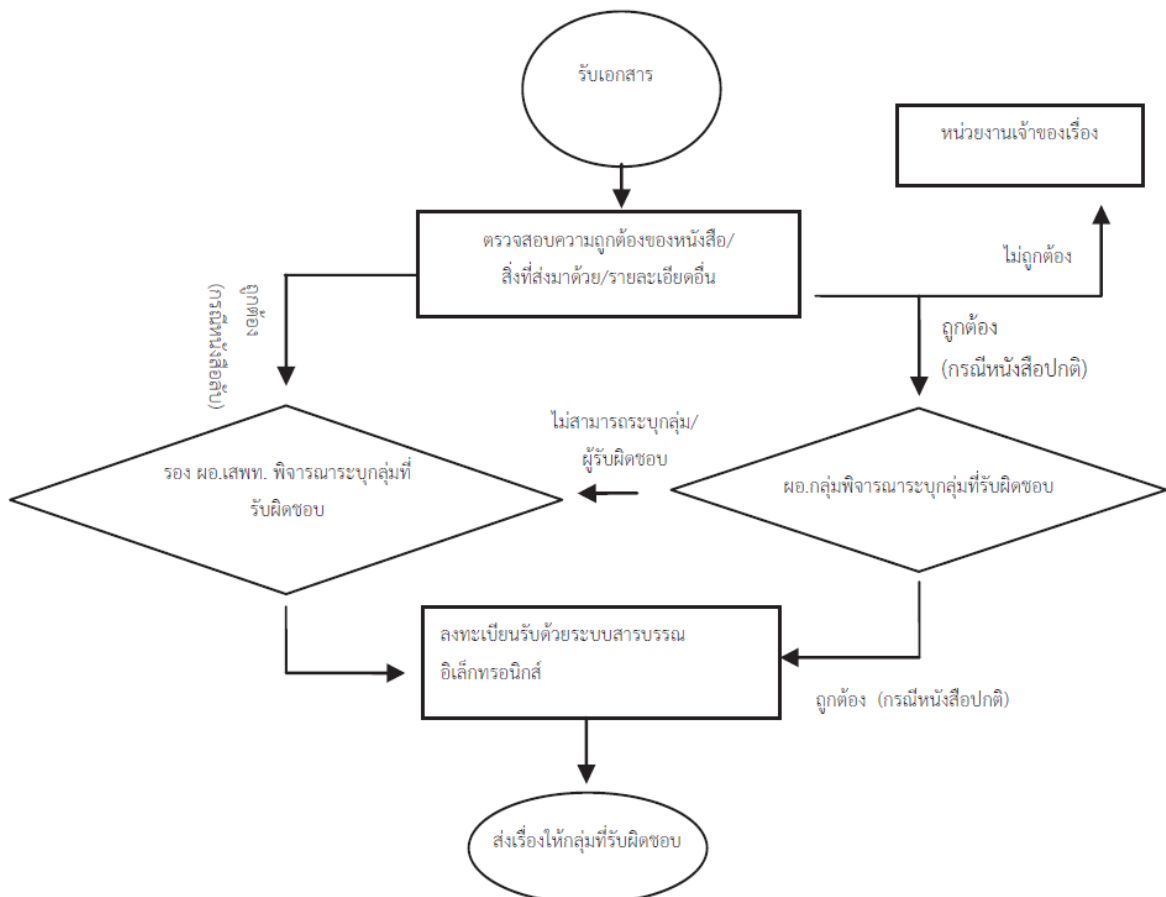 รับเอกสาร
หน่วยงานเจ้าของเรื่อง
ตรวจสอบความถูกต้องของหนังสือ/
สิ่งที่ส่งมาด้วย/รายละเอียดอื่น
ไม่ถูกต้อง
ถูกต้อง
(กรณีหนังสือลับ)
ถูกต้อง
(กรณีหนังสือปกติ)
ไม่สามารถระบุกลุ่ม/
ผู้รับผิดชอบ
รอง ผอ.เสพท. พิจารณาระบุกลุ่มที่
รับผิดชอบ
ผอ.กลุ่มพิจารณาระบุกลุ่มที่รับผิดชอบ
ลงทะเบียนรับด้วยระบบสารบรรณ
อิเล็กทรอนิกส์
ถูกต้อง (กรณีหนังสือปกติ)
ส่งเรื่องให้กลุ่มที่รับผิดชอบ